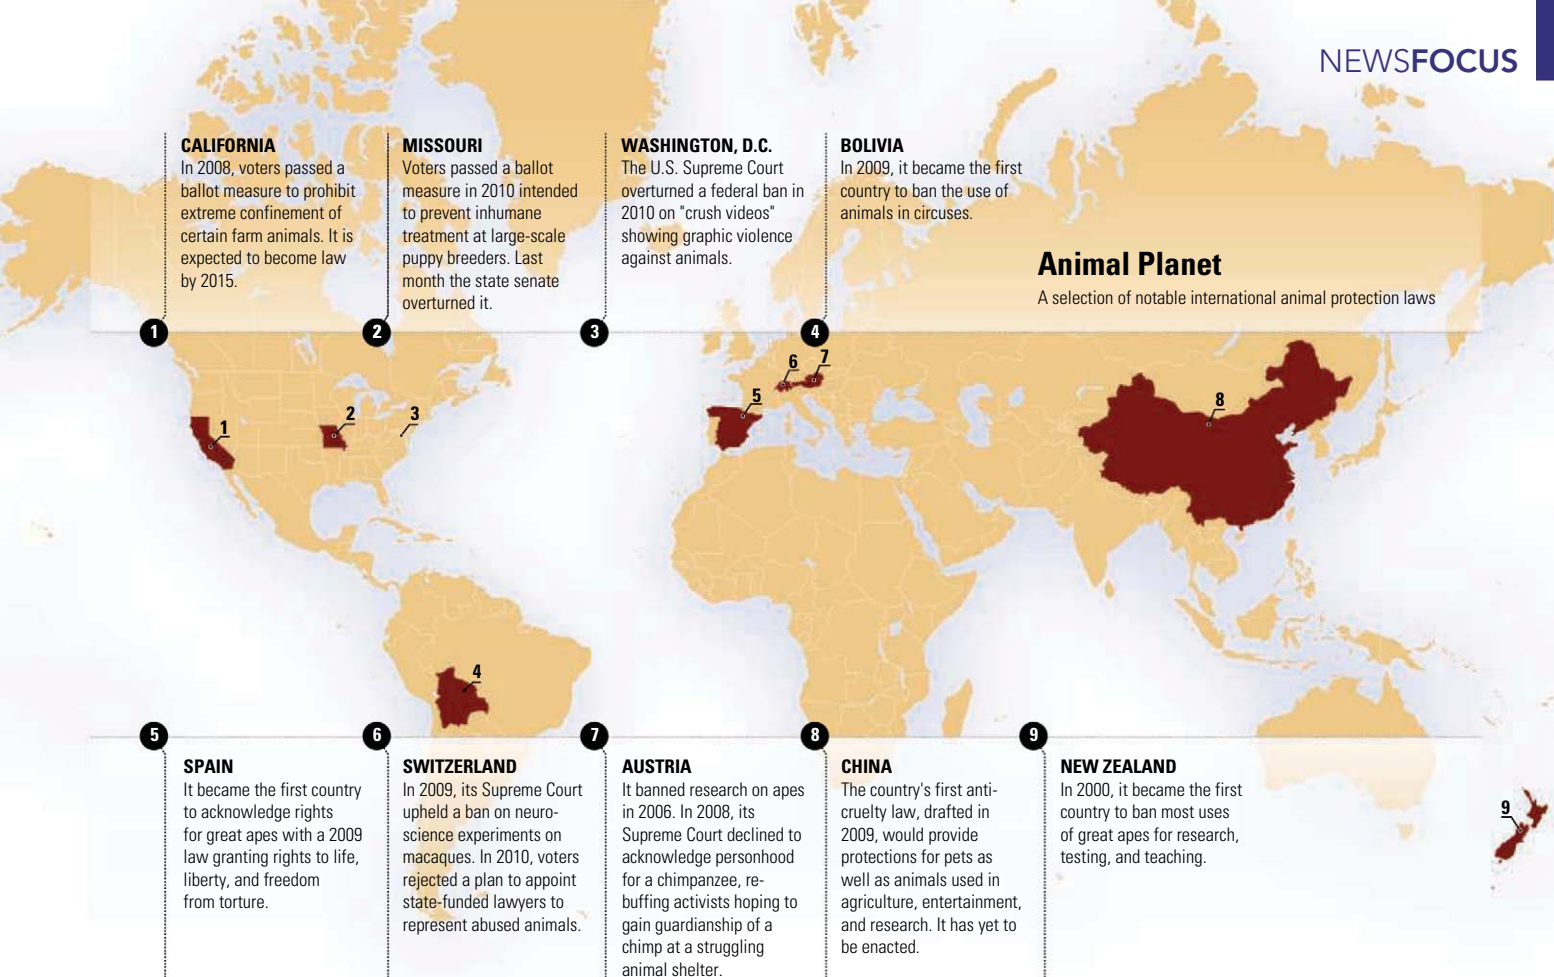 NEWSFOCUS
CALIFORNIA
In 2008, voters passed a
ballot measure to prohibit
extreme confinement of
certain farm animals. It is
expected to become law
by 2015.
MISSOURI
Voters passed a ballot
measure in 2010 intended
to prevent inhumane
treatment at large-scale
puppy breeders. Last
month the state senate
overturned it.
WASHINGTON, D.C.
The U.S. Supreme Court
overturned a federal ban in
2010 on "crush videos"
showing graphic violence
against animals.
BOLIVIA
In 2009, it became the first
country to ban the use of
animals in circuses.
Animal Planet
A selection of notable international animal protection laws
1
2
3
4
6
7
5
8
1
2
3
4
9
5
6
7
8
9
SPAIN
It became the first country
to acknowledge rights
for great apes with a 2009
law granting rights to life,
liberty, and freedom
from torture.
SWITZERLAND
In 2009, its Supreme Court
upheld a ban on neuro-
science experiments on
macaques. In 2010, voters
rejected a plan to appoint
state-funded lawyers to
represent abused animals.
AUSTRIA
It banned research on apes
in 2006. In 2008, its
Supreme Court declined to
acknowledge personhood
for a chimpanzee, re-
buffing activists hoping to
gain guardianship of a
chimp at a struggling
animal shelter.
CHINA
The country's first anti-
cruelty law, drafted in
2009, would provide
protections for pets as
well as animals used in
agriculture, entertainment,
and research. It has yet to
be enacted.
NEW ZEALAND
In 2000, it became the first
country to ban most uses
of great apes for research,
testing, and teaching.